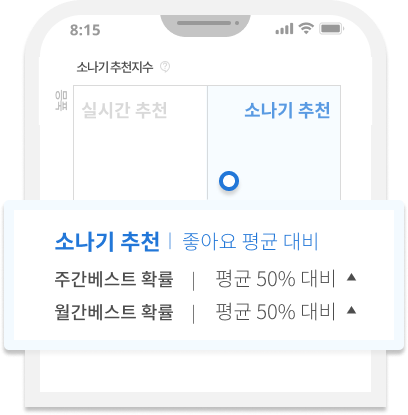 8:15
소나기 추천지수
실시간 추천
소나기 추천
소나기 추천 | 좋아요 평균 대비
주간베스트 확률 | 평균 50% 대비 ▲
월간베스트 확률 | 평균 50% 대비 ▲